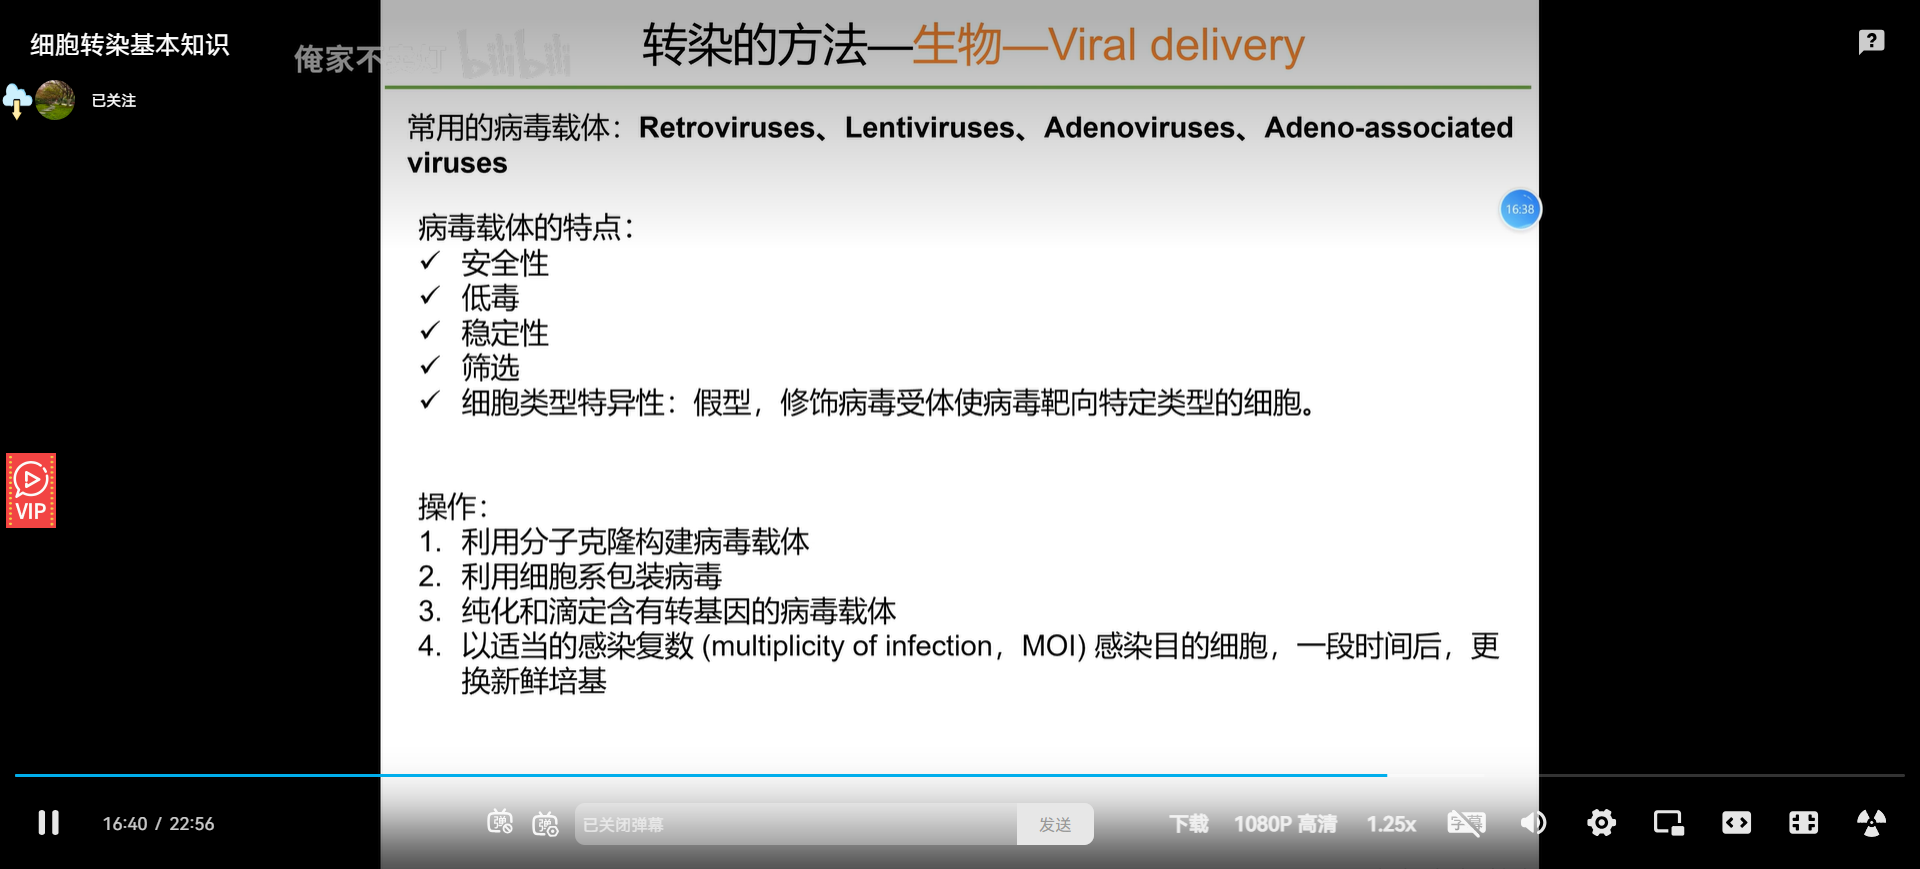 细胞转染基本知识
俺家不
bilibili
转染的方法—生物—Viral delivery
已关注
常用的病毒载体：Retroviruses、Lentiviruses、Adenoviruses、Adeno-associated
viruses
16:38
病毒载体的特点：
✓ 安全性
✓ 低毒
✓ 稳定性
✓ 筛选
✓ 细胞类型特异性：假型，修饰病毒受体使病毒靶向特定类型的细胞。
VIP
操作：
1. 利用分子克隆构建病毒载体
2. 利用细胞系包装病毒
3. 纯化和滴定含有转基因的病毒载体
4. 以适当的感染复数 (multiplicity of infection，MOI) 感染目的细胞，一段时间后，更
换新鲜培基
16:40 / 22:56
弹
弹
已关闭弹幕
发送
下载
1080P 高清
1.25x
字幕